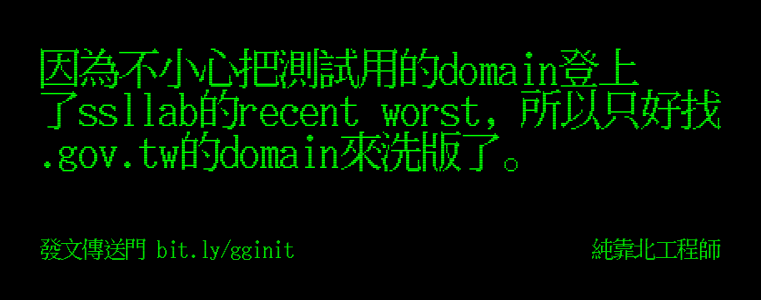 因為不小心把測試用的domain登上
了ssllab的recent worst, 所以只好找
.gov.tw的domain來洗版了。
發文傳送門 bit.ly/gginit
純靠北工程師